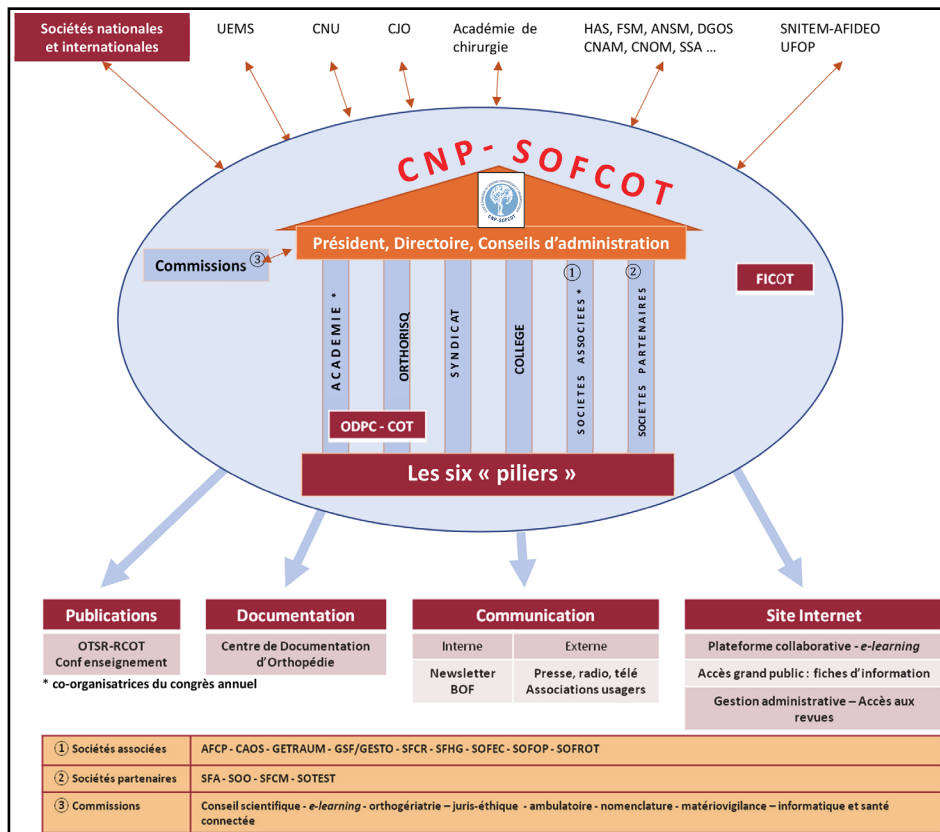 Sociétés nationales
et internationales
UEMS
CNU
CJO
Académie de
chirurgie
HAS, FSM, ANSM, DGOS
CNAM, CNOM, SSA ...
SNITEM-AFIDEO
UFOP
CNP- SOFCOT
CNP-SOFCOT
Président, Directoire, Conseils d'administration
Commissions ③
①
②
FICOT
ACADEMIE *
ORTHORISQ
SYNDICAT
COLLEGE
SOCIETES ASSOCIEES *
SOCIETES PARTENAIRES
ODPC - COT
Les six « piliers »
Publications
OTSR-RCOT
Conf enseignement
* co-organisatrices du congrès annuel
Documentation
Centre de Documentation
d'Orthopédie
Communication
Interne
Externe
Newsletter
BOF
Presse, radio, télé
Associations usagers
Site Internet
Plateforme collaborative - e-learning
Accès grand public : fiches d'information
Gestion administrative – Accès aux
revues
① Sociétés associées
AFCP - CAOS - GETRAUM - GSF/GESTO - SFCR - SFHG - SOFEC - SOFOP - SOFROT
② Sociétés partenaires
SFA - SOO - SFCM - SOTEST
③ Commissions
Conseil scientifique - e-learning - orthogériatrie – juris-éthique - ambulatoire - nomenclature - matériovigilance – informatique et santé
connectée